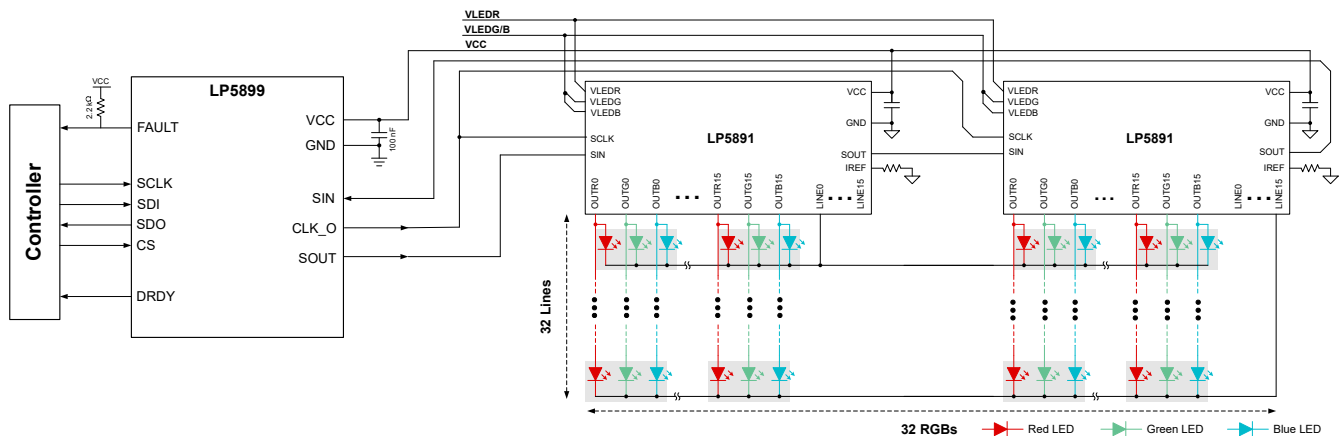 VLEDR
VLEDG/B
VCC
Controller
VCC
2.2 kΩ
LP5899
FAULT
SCLK
SDI
SDO
CS
DRDY
VCC
GND
SIN
CLK_O
SOUT
100 nF
VLEDR
VLEDG
VLEDB
SCLK
SIN
LP5891
VCC
GND
SOUT
IREF
OUTR0
OUTG0
OUTB0
OUTR15
OUTG15
OUTB15
LINE0
LINE15
VLEDR
VLEDG
VLEDB
SCLK
SIN
LP5891
VCC
GND
SOUT
IREF
OUTR0
OUTG0
OUTB0
OUTR15
OUTG15
OUTB15
LINE0
LINE15
32 Lines
32 RGBs
Red LED
Green LED
Blue LED